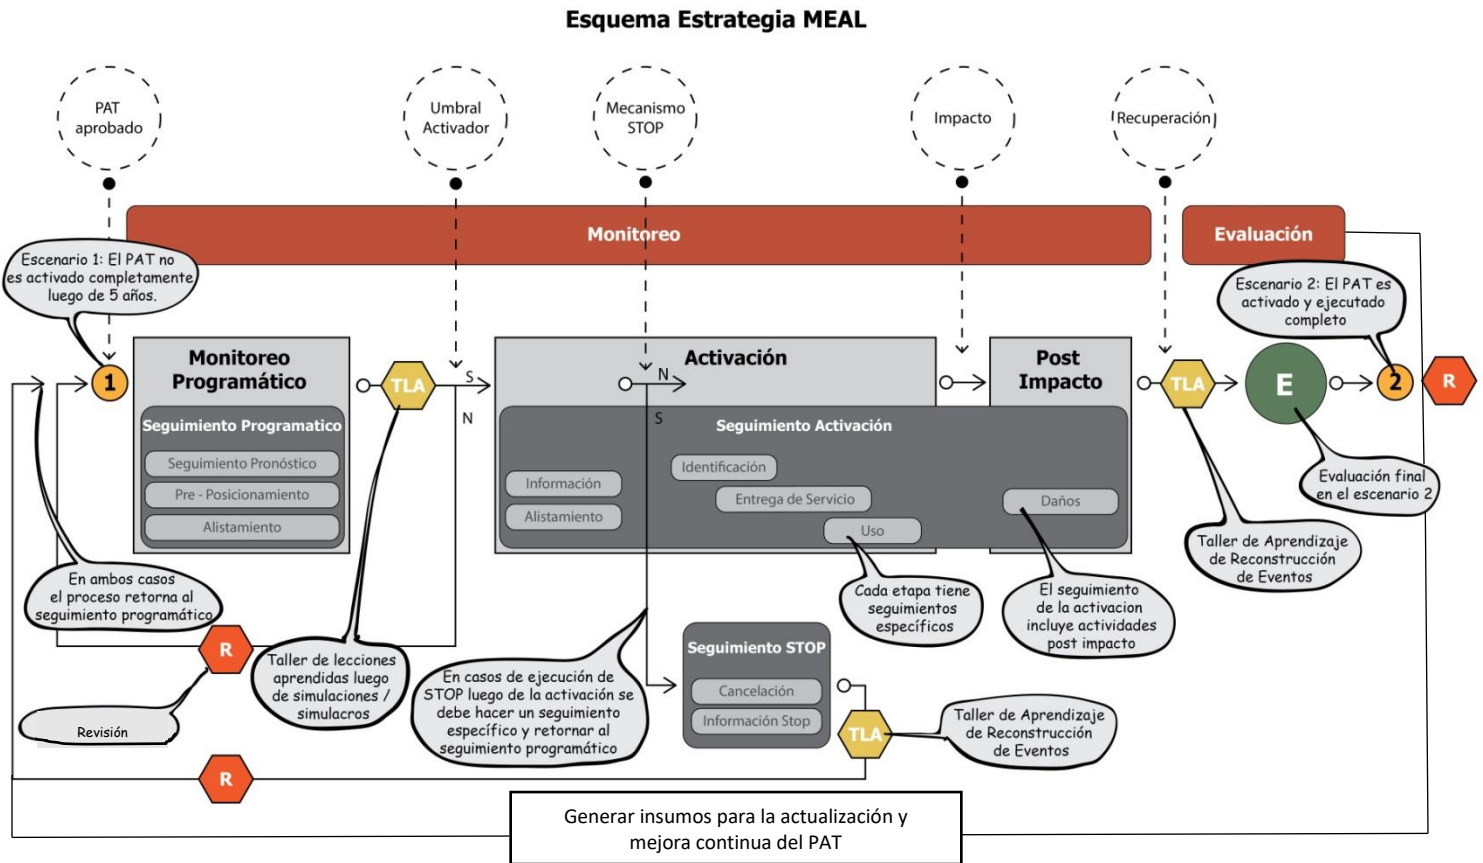 Esquema Estrategia MEAL
PAT
aprobado
Umbral
Activador
Mecanismo
STOP
Impacto
Recuperación
Monitoreo
Evaluación
Escenario 1: El PAT no
es activado completamente
luego de 5 años.
Escenario 2: El PAT es
activado y ejecutado
completo
1
Monitoreo
Programático
TLA
S
N
Activación
N
S
Post
Impacto
TLA
E
2
R
Seguimiento Programatico
Seguimiento Pronóstico
Pre - Posicionamiento
Alistamiento
Seguimiento Activación
Información
Alistamiento
Identificación
Entrega de Servicio
Uso
Daños
Evaluación final
en el escenario 2
Taller de Aprendizaje
de Reconstrucción
de Eventos
En ambos casos
el proceso retorna al
seguimiento programático
Cada etapa tiene
seguimientos
específicos
El seguimiento
de la activacion
incluye actividades
post impacto
R
Revisión
Taller de lecciones
aprendidas luego
de simulaciones /
simulacros
En casos de ejecución de
STOP luego de la activación se
debe hacer un seguimiento
específico y retornar al
seguimiento programático
Seguimiento STOP
Cancelación
Información Stop
TLA
Taller de Aprendizaje
de Reconstrucción
de Eventos
R
Generar insumos para la actualización y
mejora continua del PAT